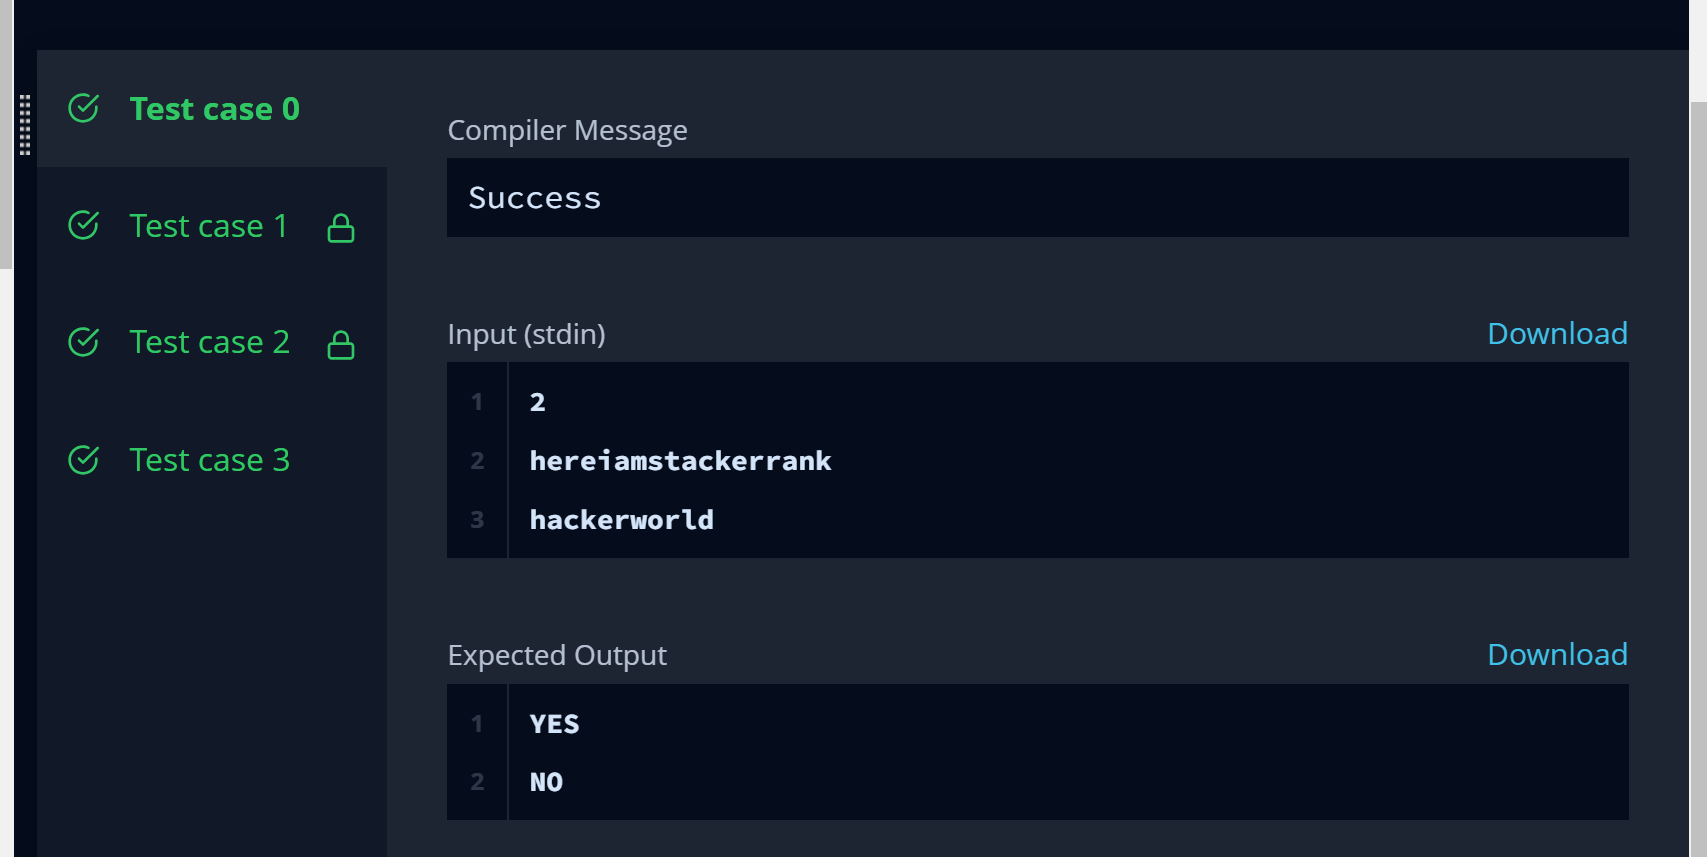 Test case 0
Test case 1
Test case 2
Test case 3
Compiler Message
Success
Input (stdin)
Download
1 2
2 hereiamstackerrank
3 hackerworld
Expected Output
Download
1 YES
2 NO